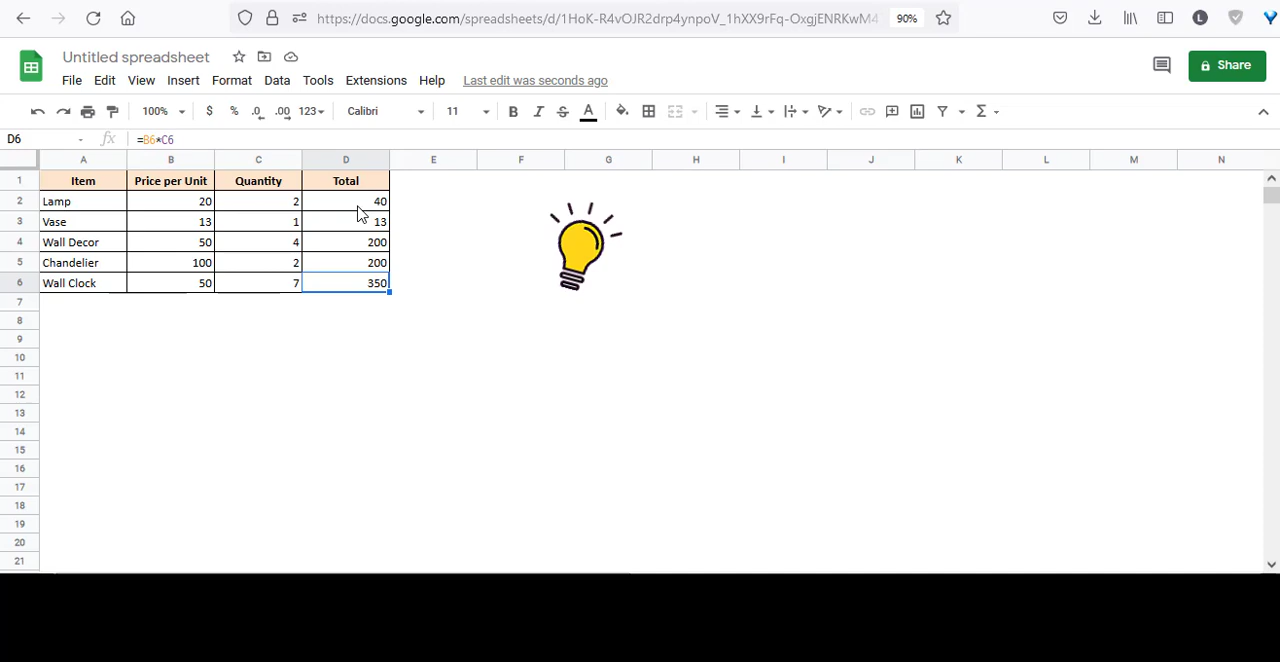 https://docs.google.com/spreadsheets/d/1HoK-R4vOJR2drp4ynpoV_1hXX9rFq-OxgjENRKwM4
90%
L
Untitled spreadsheet
File Edit View Insert Format Data Tools Extensions Help Last edit was seconds ago
Share
100% $ % .0 .00 123 Calibri 11 B I S A Σ
D6 fx =B6*C6
A B C D E F G H I J K L M N
1 Item Price per Unit Quantity Total
2 Lamp 20 2 40
3 Vase 13 1 13
4 Wall Decor 50 4 200
5 Chandelier 100 2 200
6 Wall Clock 50 7 350
7
8
9
10
11
12
13
14
15
16
17
18
19
20
21